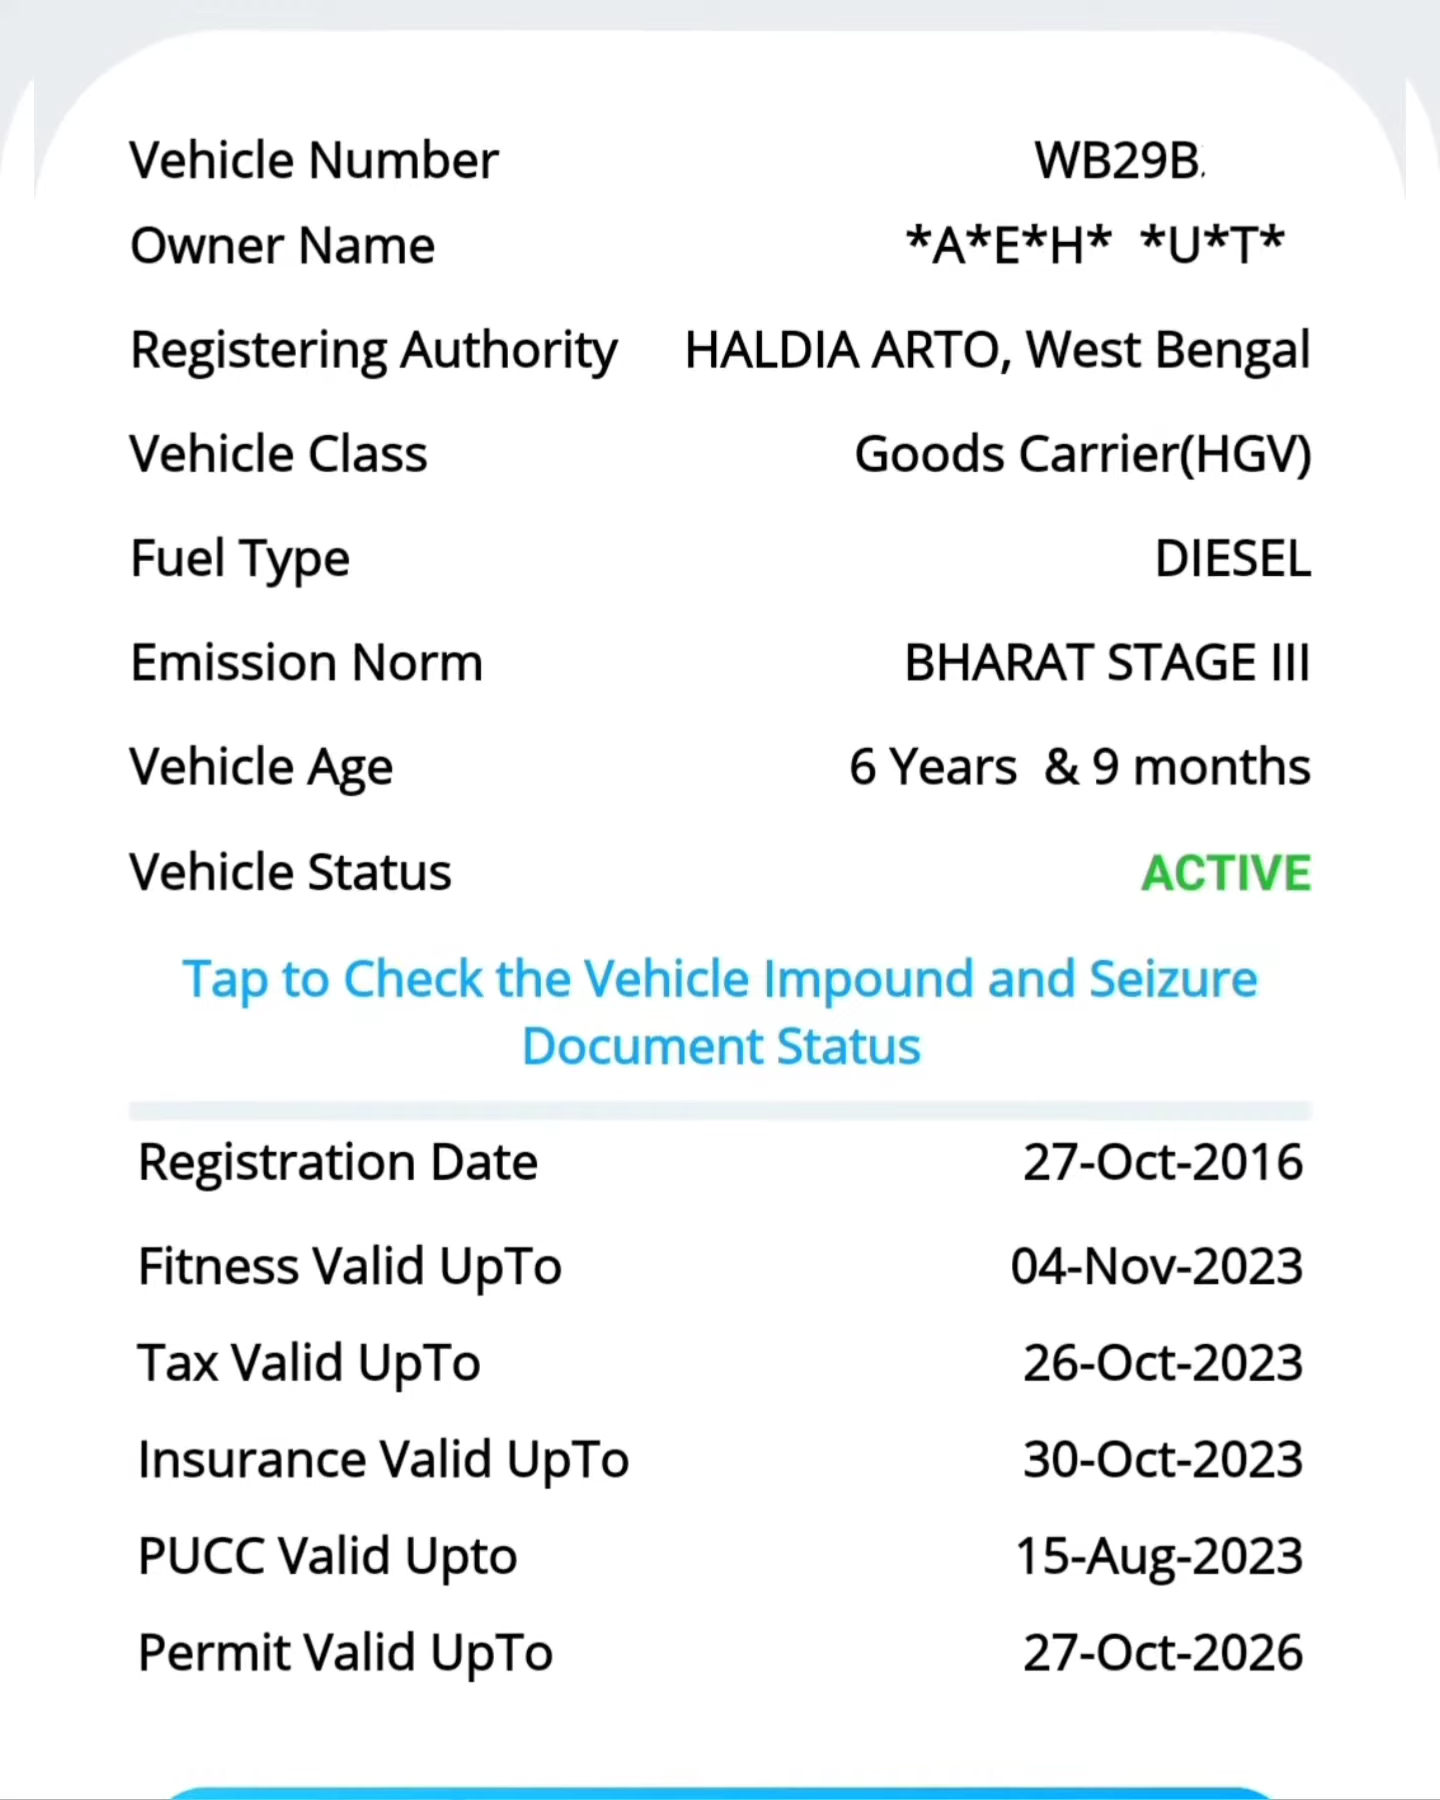 Vehicle Number WB29B
Owner Name *A*E*H* *U*T*
Registering Authority HALDIA ARTO, West Bengal
Vehicle Class Goods Carrier(HGV)
Fuel Type DIESEL
Emission Norm BHARAT STAGE III
Vehicle Age 6 Years & 9 months
Vehicle Status ACTIVE
Tap to Check the Vehicle Impound and Seizure
Document Status
Registration Date 27-Oct-2016
Fitness Valid UpTo 04-Nov-2023
Tax Valid UpTo 26-Oct-2023
Insurance Valid UpTo 30-Oct-2023
PUCC Valid Upto 15-Aug-2023
Permit Valid UpTo 27-Oct-2026